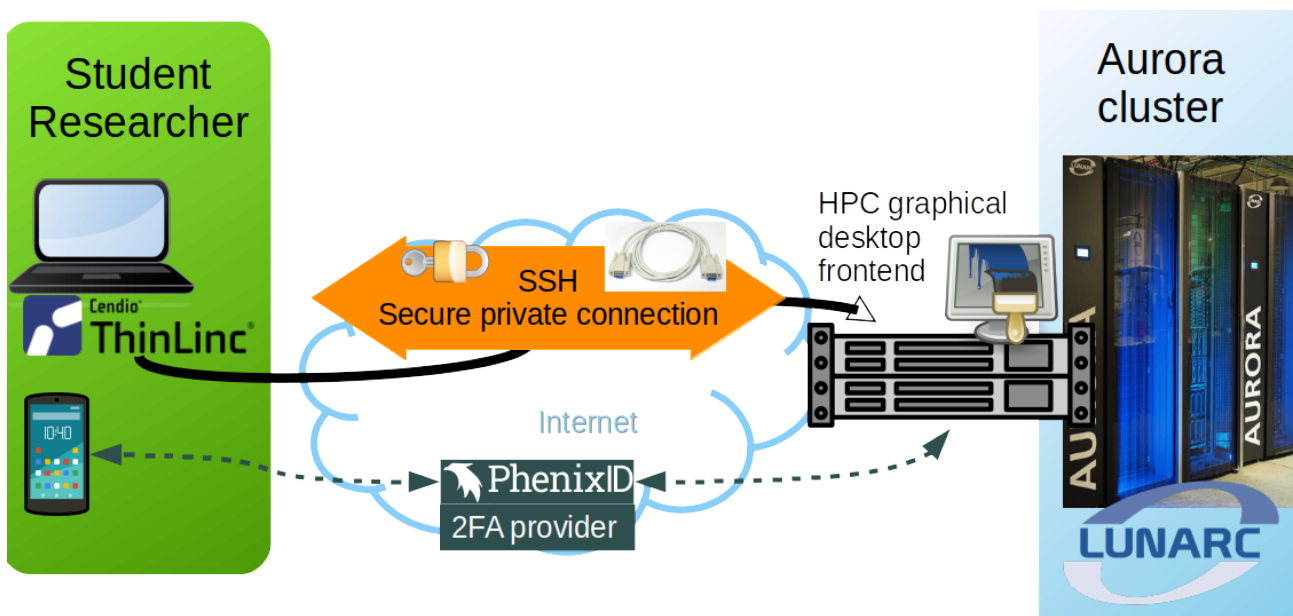 Student
Researcher
Cendio®
ThinLinc®
10:40
SSH
Secure private connection
Internet
PhenixID
2FA provider
HPC graphical
desktop
frontend
Aurora
cluster
AURORA
AURORA
LUNARC